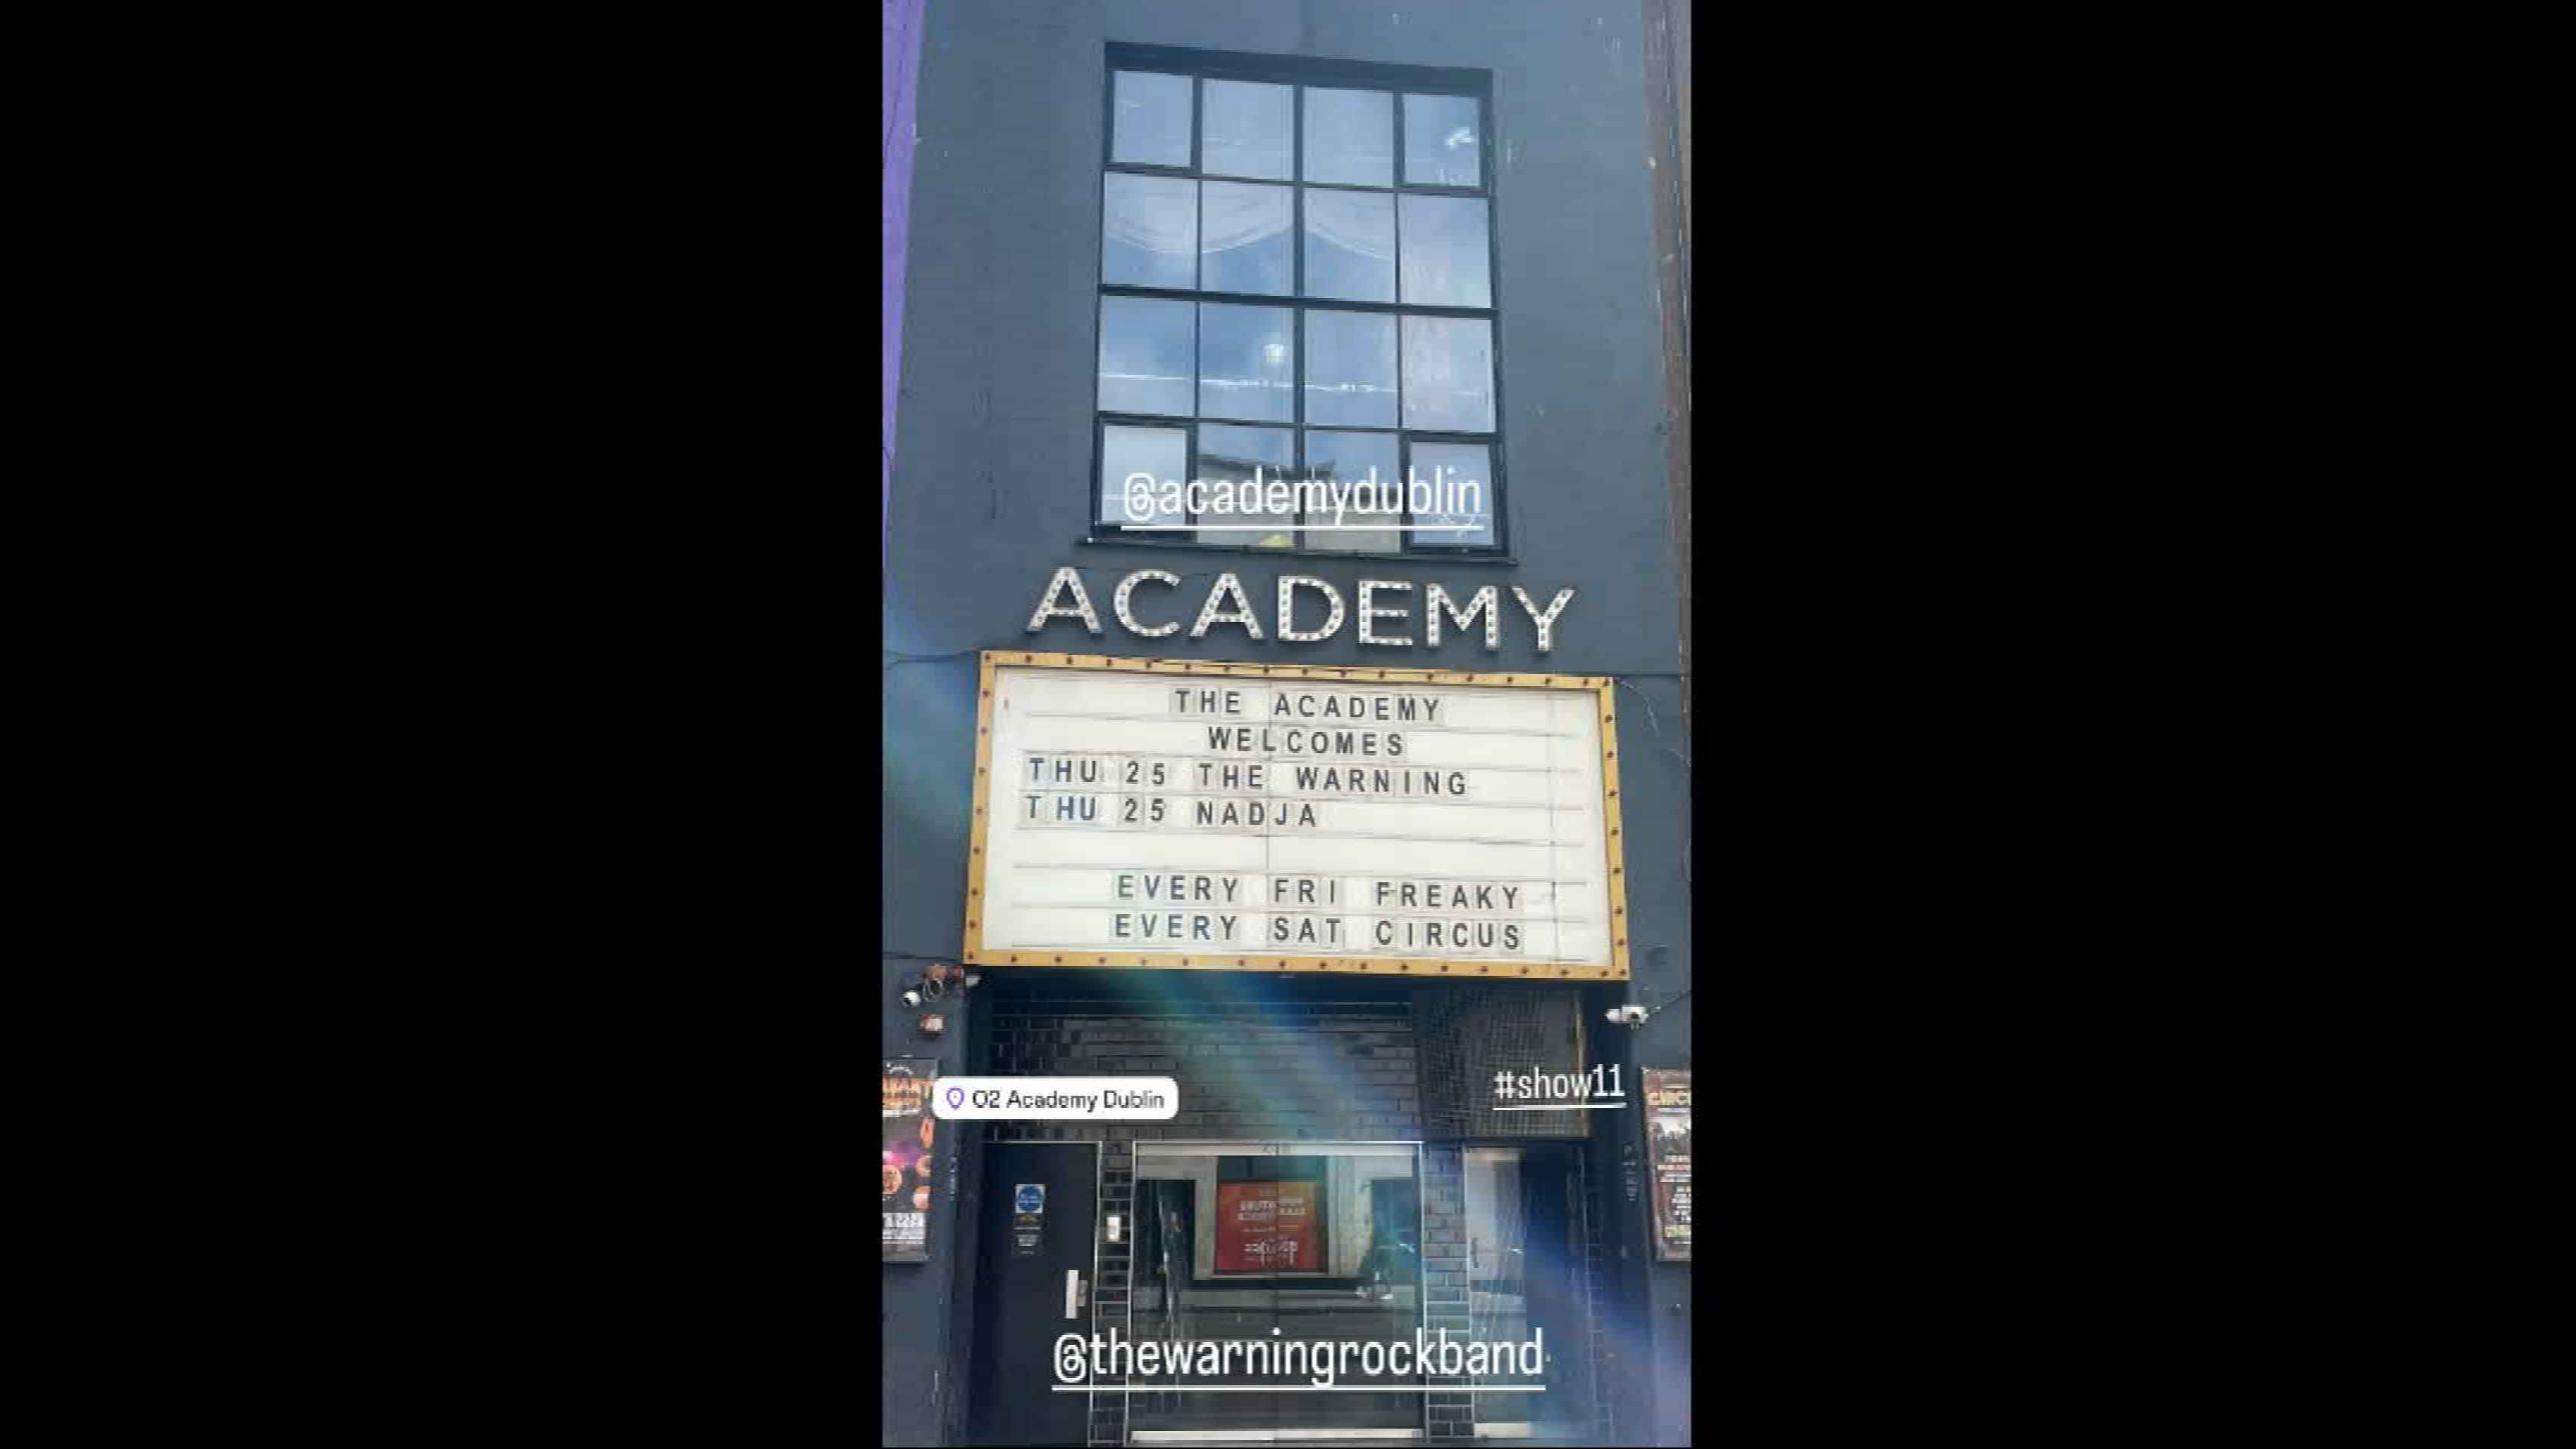 @academydublin
ACADEMY
THE ACADEMY
WELCOMES
THU 25 THE WARNING
THU 25 NADJA
EVERY FRI FREAKY
EVERY SAT CIRCUS
O2 Academy Dublin
#show11
@thewarningrockband